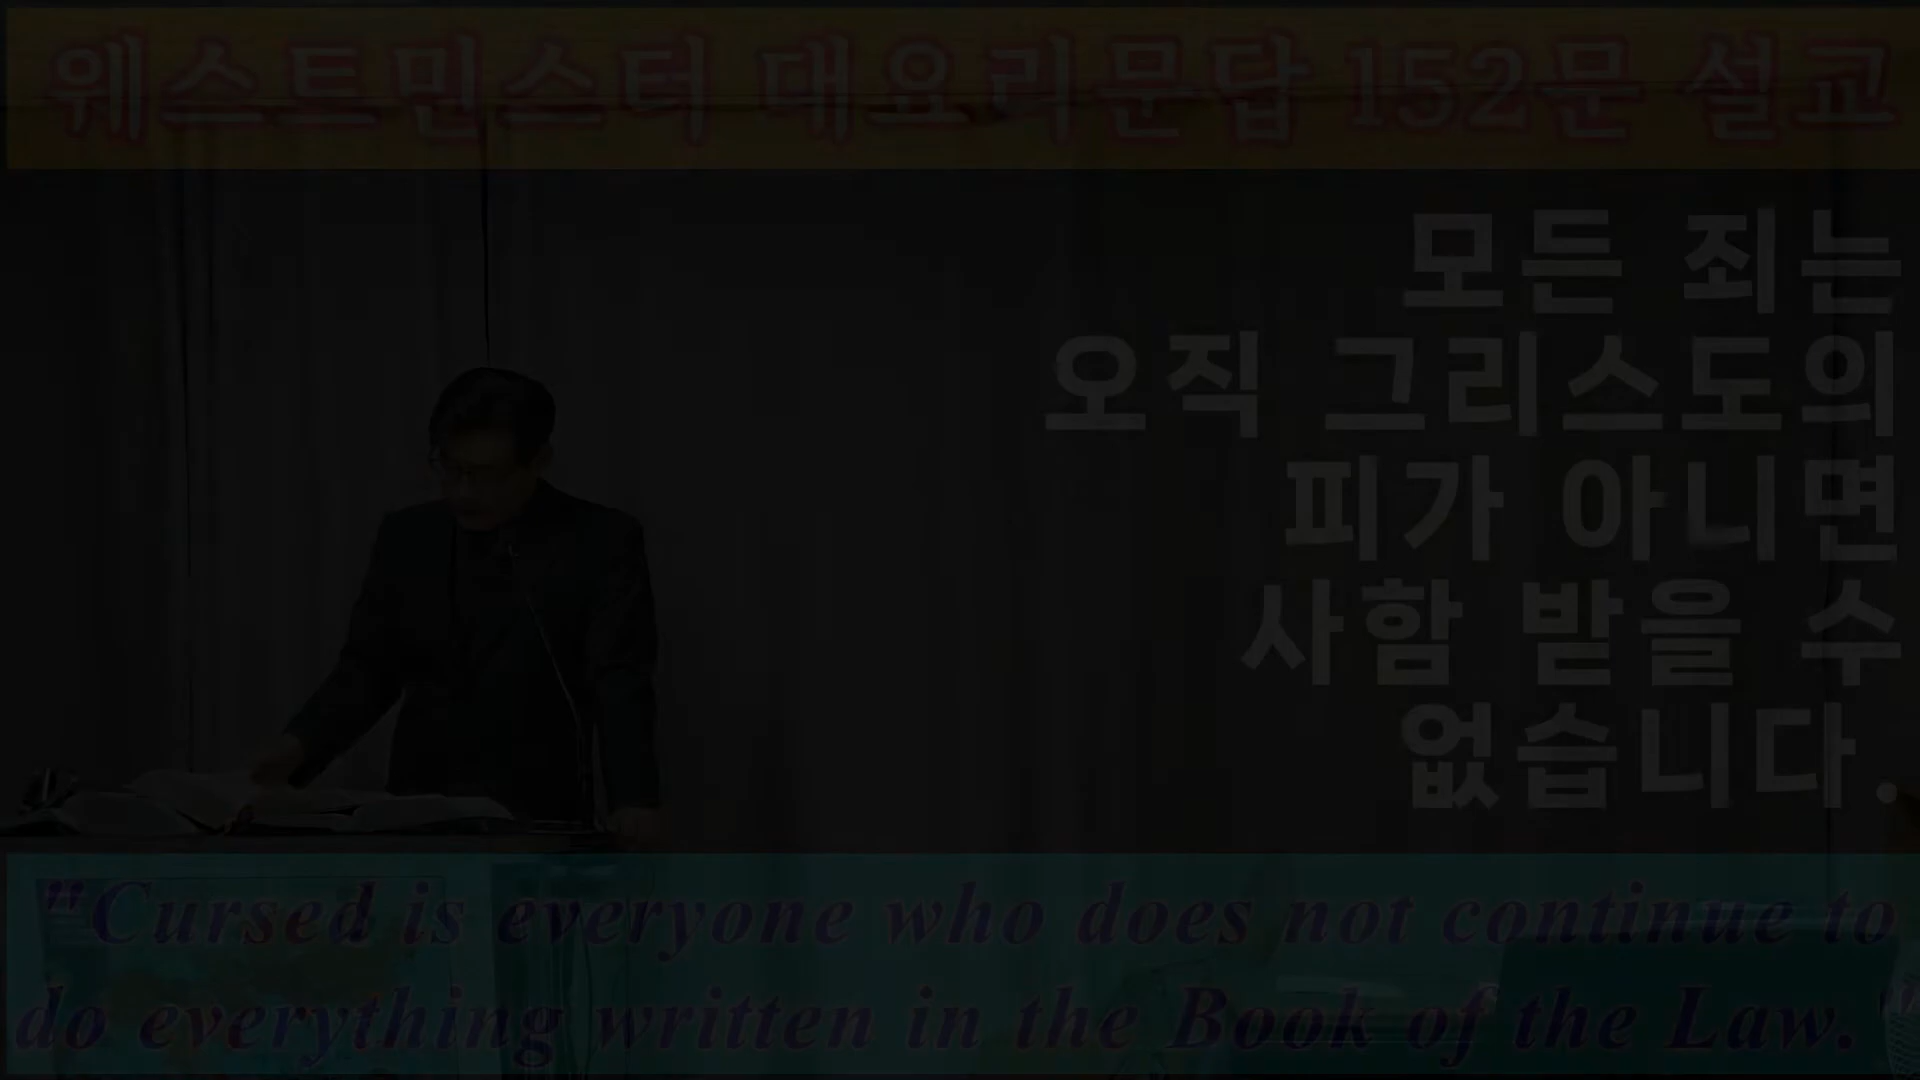 웨스트민스터 대요리문답 152문 설교
모든 죄는
오직 그리스도의
피가 아니면
사함 받을 수
없습니다.
"Cursed is everyone who does not continue to
do everything written in the Book of the Law."